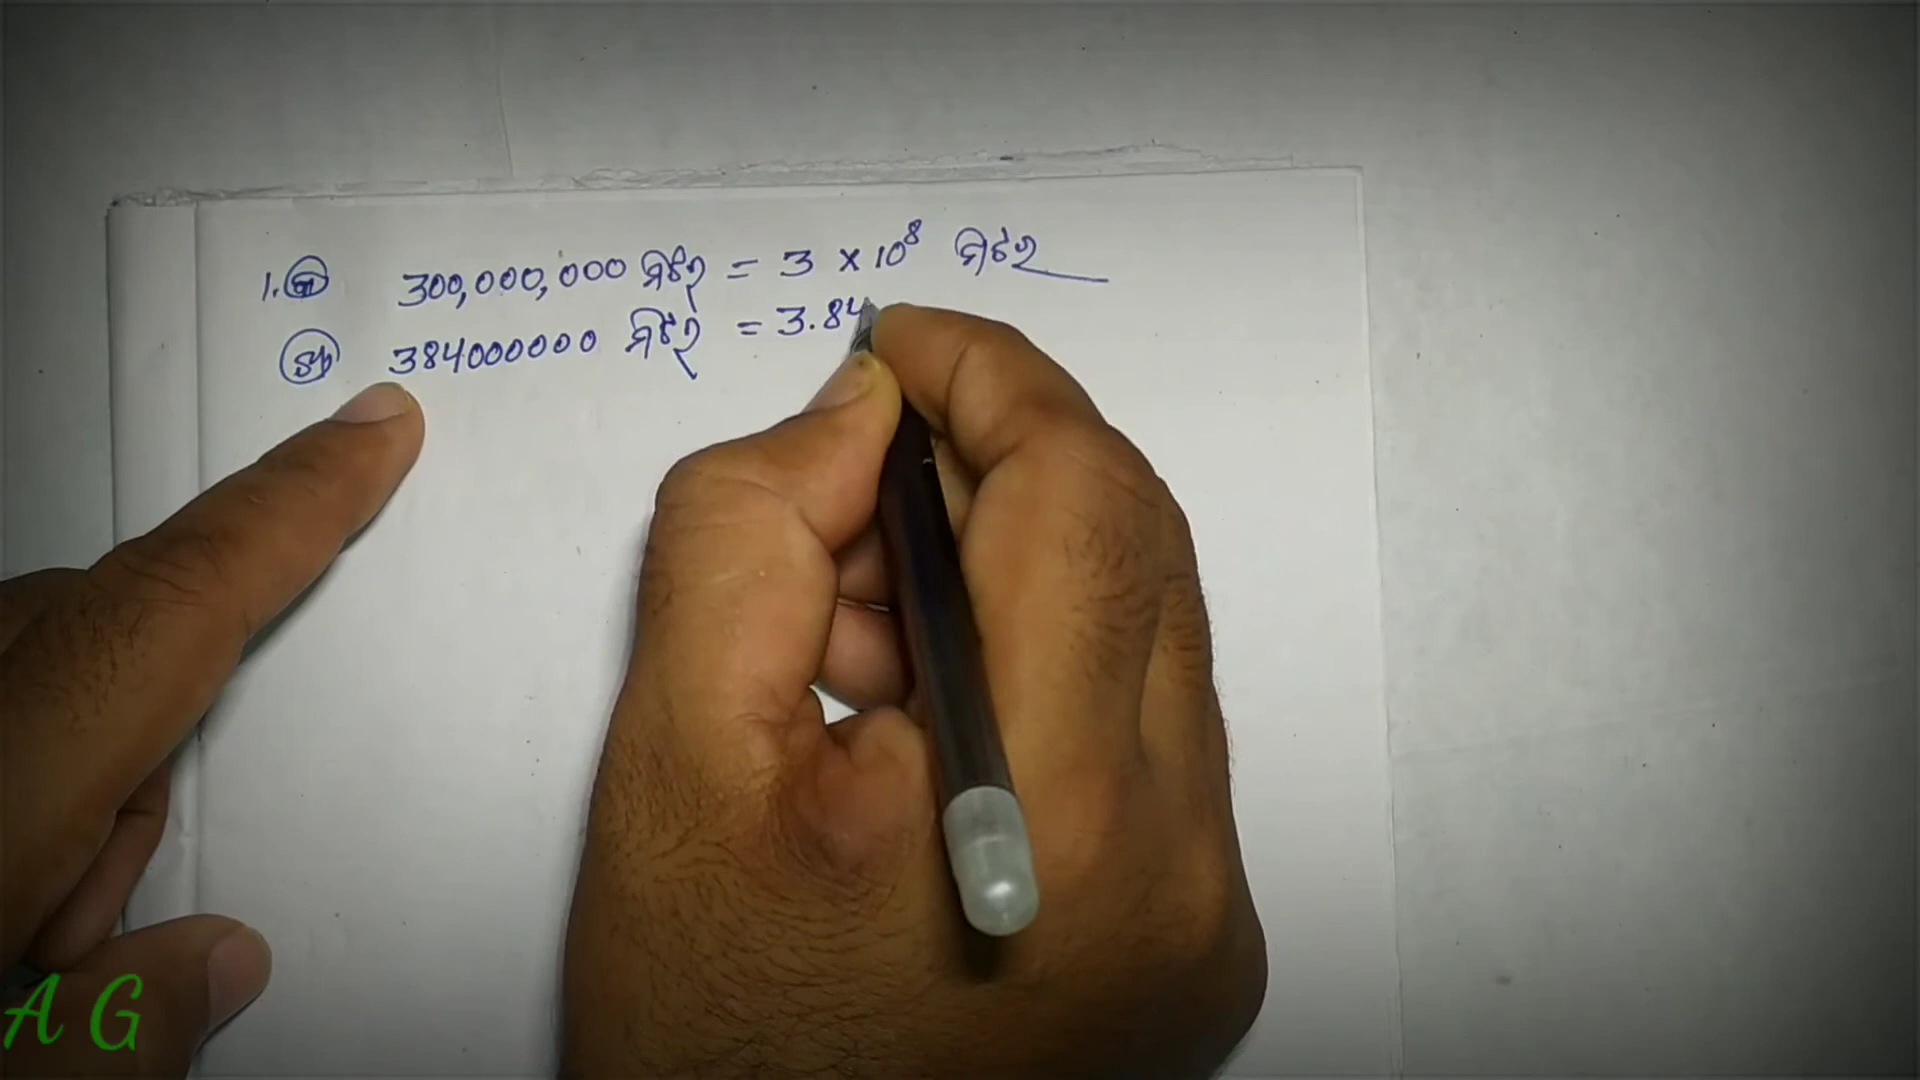 1. କ 300,000,000 ମିଟର = 3 × 10⁸ ମିଟର
ଖ 384000000 ମିଟର = 3.84
A G